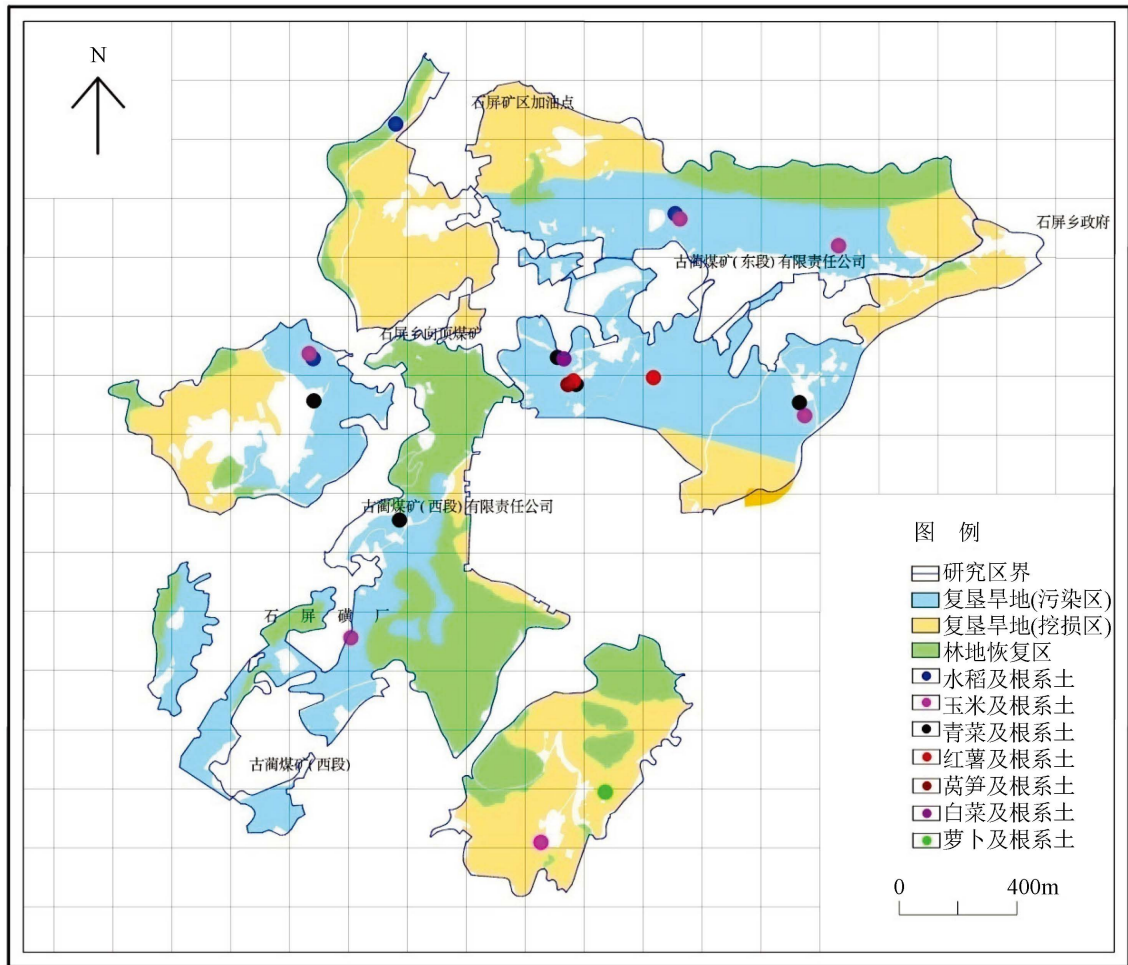 N
石屏矿区加油点
石屏乡政府
古蔺煤矿(东段)有限责任公司
石屏乡向顶煤矿
古蔺煤矿(西段)有限责任公司
石屏磺厂
古蔺煤矿(西段)
图 例
研究区界
复垦旱地(污染区)
复垦旱地(挖损区)
林地恢复区
水稻及根系土
玉米及根系土
青菜及根系土
红薯及根系土
莴笋及根系土
白菜及根系土
萝卜及根系土
0 400m